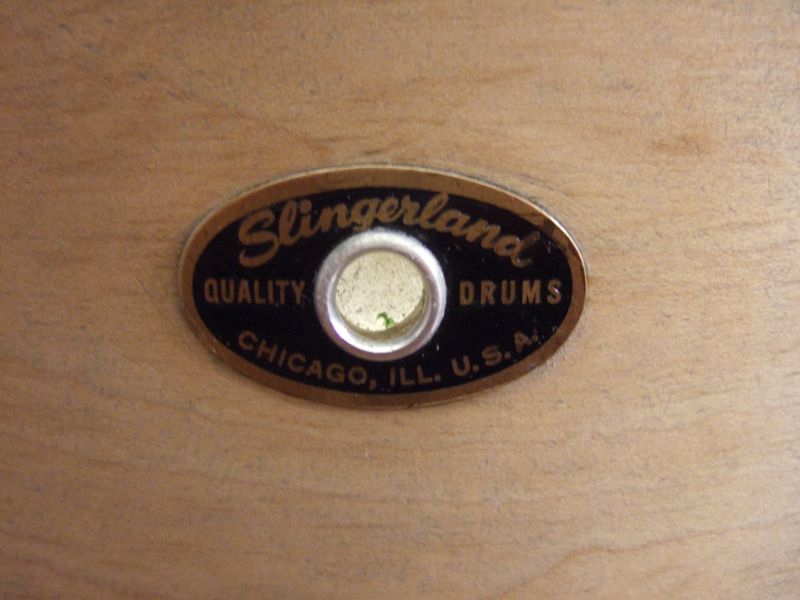 Slingerland
QUALITY DRUMS
CHICAGO, ILL. U.S.A.